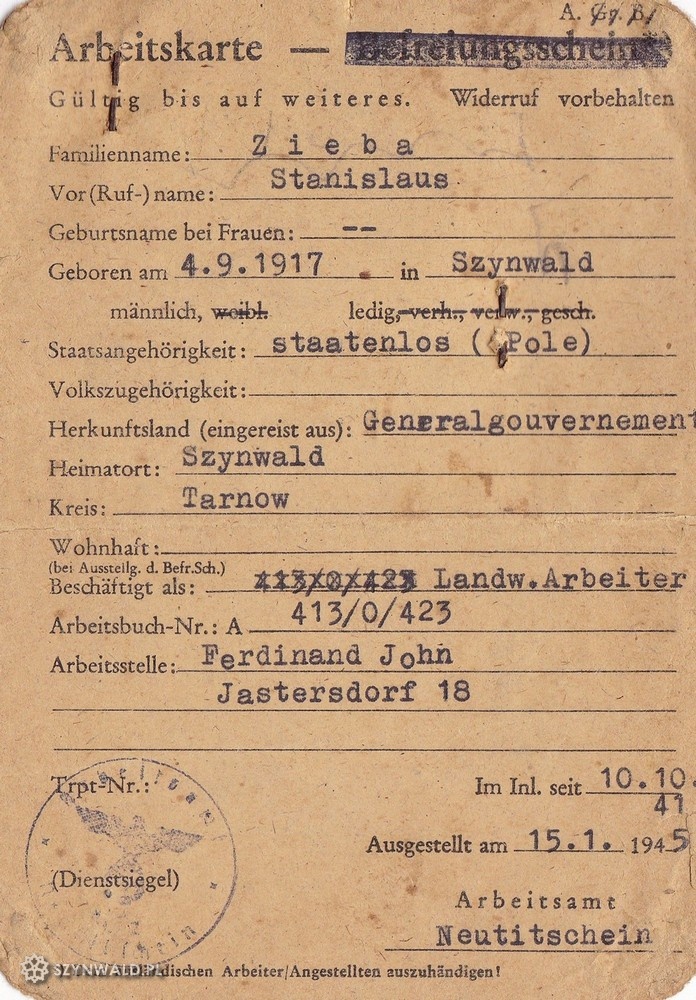 A. Gr. B/
Arbeitskarte — Befreiungsschein
Gültig bis auf weiteres. Widerruf vorbehalten
Familienname: Zieba
Vor(Ruf-)name: Stanislaus
Geburtsname bei Frauen: --
Geboren am 4.9.1917 in Szynwald
männlich, weibl. ledig, verh., verw., gesch.
Staatsangehörigkeit: staatenlos ( Pole)
Volkszugehörigkeit:
Herkunftsland (eingereist aus): Generalgouvernement
Heimatort: Szynwald
Kreis: Tarnow
Wohnhaft:
(bei Ausstellg. d. Befr.Sch.)
Beschäftigt als: 413/0/423 Landw.Arbeiter
Arbeitsbuch-Nr.: A 413/0/423
Arbeitsstelle: Ferdinand John
Jastersdorf 18
Trpt-Nr.: Im Inl. seit 10.10.
41
Ausgestellt am 15.1. 1945
(Dienstsiegel)
Arbeitsamt
Neutitschein
SZYNWALD.PL ländischen Arbeiter/Angestellten auszuhändigen!